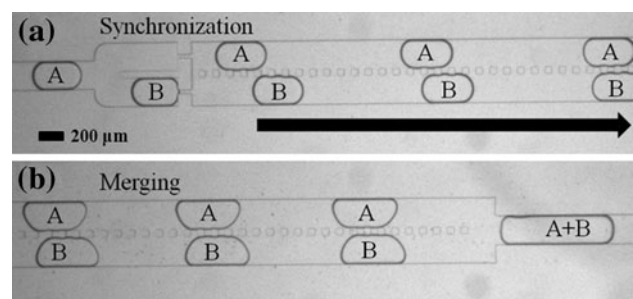 (a) Synchronization
A A A
A
B B B B
200 µm
(b) Merging
A A A
A+B
B B B